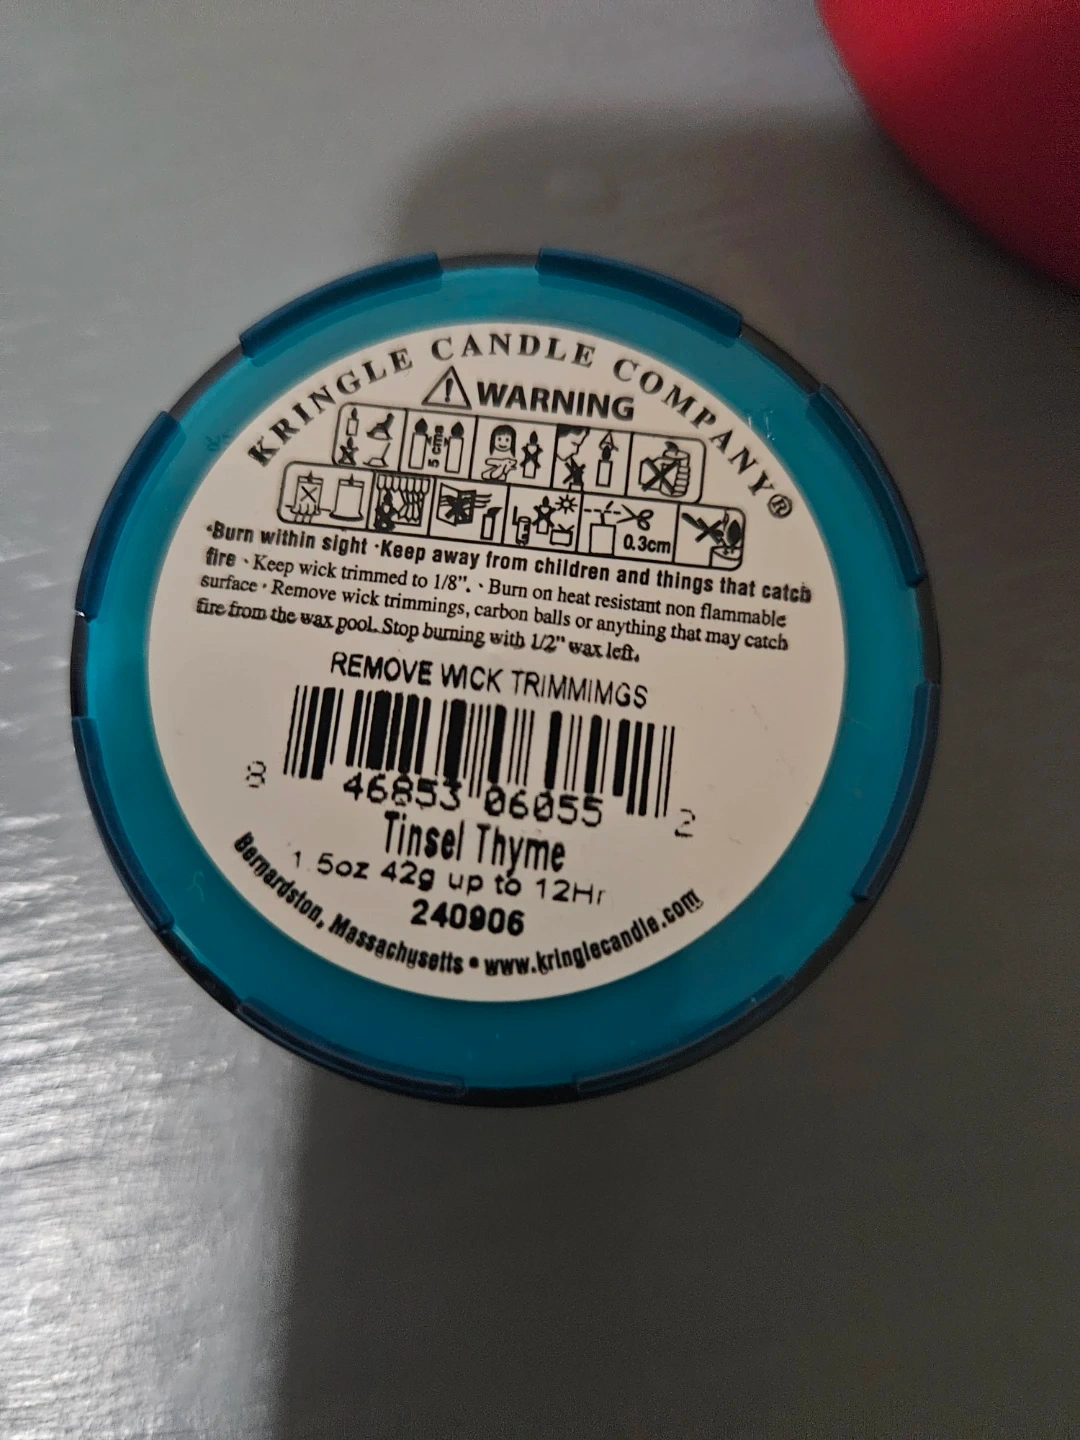 KRINGLE CANDLE COMPANY®
WARNING
5 cm
0.3cm
•Burn within sight •Keep away from children and things that catch
fire • Keep wick trimmed to 1/8". • Burn on heat resistant non flammable
surface • Remove wick trimmings, carbon balls or anything that may catch
fire from the wax pool. Stop burning with 1/2" wax left.
REMOVE WICK TRIMMIMGS
8 46853 06055 2
Tinsel Thyme
1.5oz 42g up to 12Hr
240906
Bernardston, Massachusetts • www.kringlecandle.com